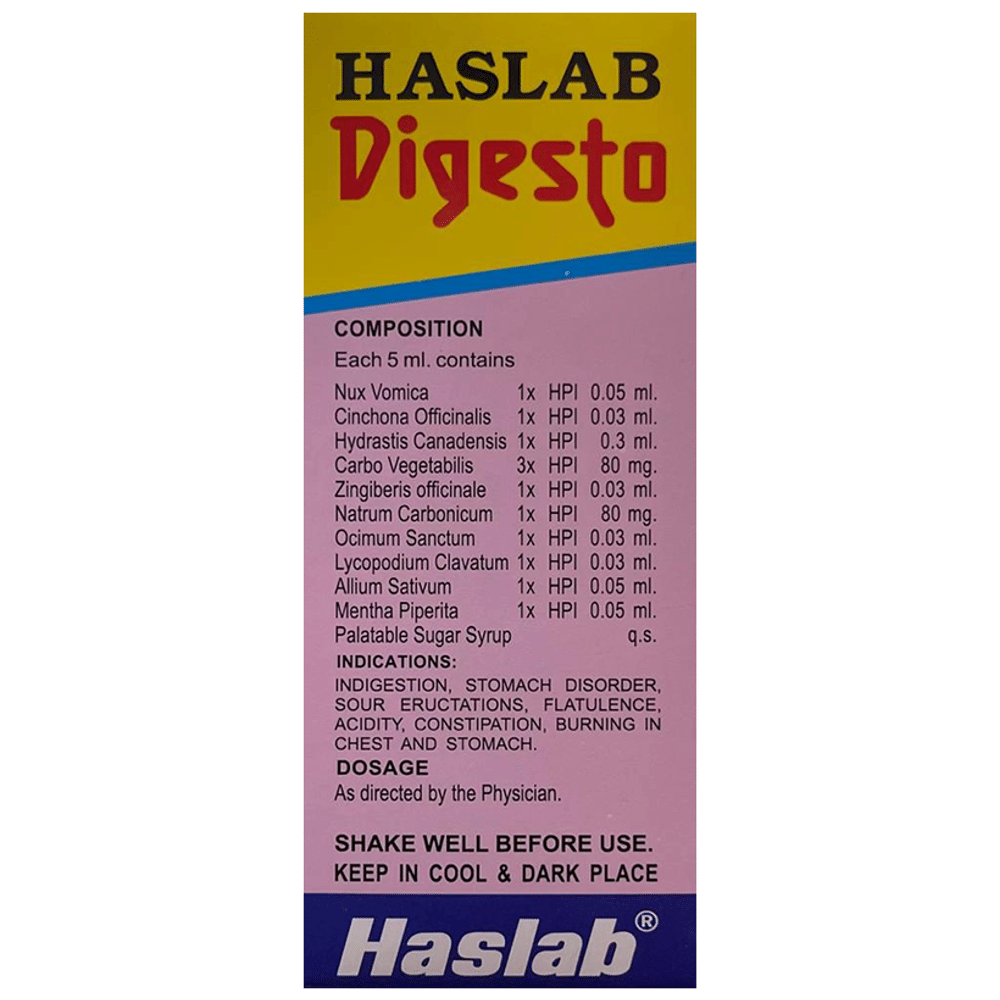 HASLAB
Digesto
COMPOSITION
Each 5 ml. contains
Nux Vomica 1x HPI 0.05 ml.
Cinchona Officinalis 1x HPI 0.03 ml.
Hydrastis Canadensis 1x HPI 0.3 ml.
Carbo Vegetabilis 3x HPI 80 mg.
Zingiberis officinale 1x HPI 0.03 ml.
Natrum Carbonicum 1x HPI 80 mg.
Ocimum Sanctum 1x HPI 0.03 ml.
Lycopodium Clavatum 1x HPI 0.03 ml.
Allium Sativum 1x HPI 0.05 ml.
Mentha Piperita 1x HPI 0.05 ml.
Palatable Sugar Syrup q.s.
INDICATIONS:
INDIGESTION, STOMACH DISORDER,
SOUR ERUCTATIONS, FLATULENCE,
ACIDITY, CONSTIPATION, BURNING IN
CHEST AND STOMACH.
DOSAGE
As directed by the Physician.
SHAKE WELL BEFORE USE.
KEEP IN COOL & DARK PLACE
Haslab®